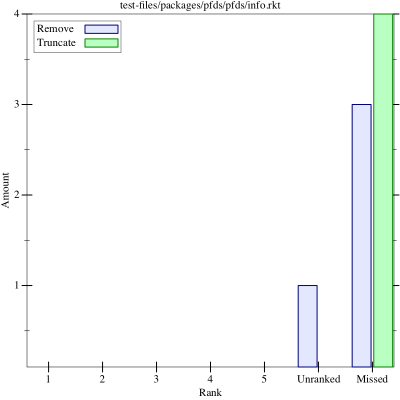 test-files/packages/pfds/pfds/info.rkt
Remove
Truncate
Amount
4
3
2
1
1 2 3 4 5 Unranked Missed
Rank